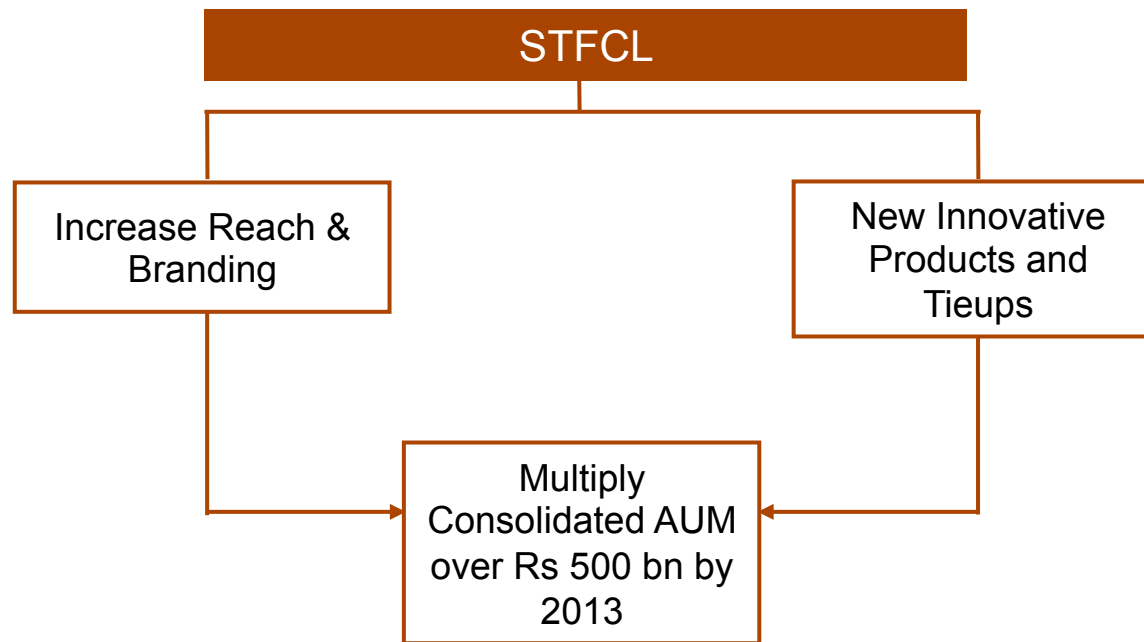 STFCL
Increase Reach &
Branding
New Innovative
Products and
Tieups
Multiply
Consolidated AUM
over Rs 500 bn by
2013